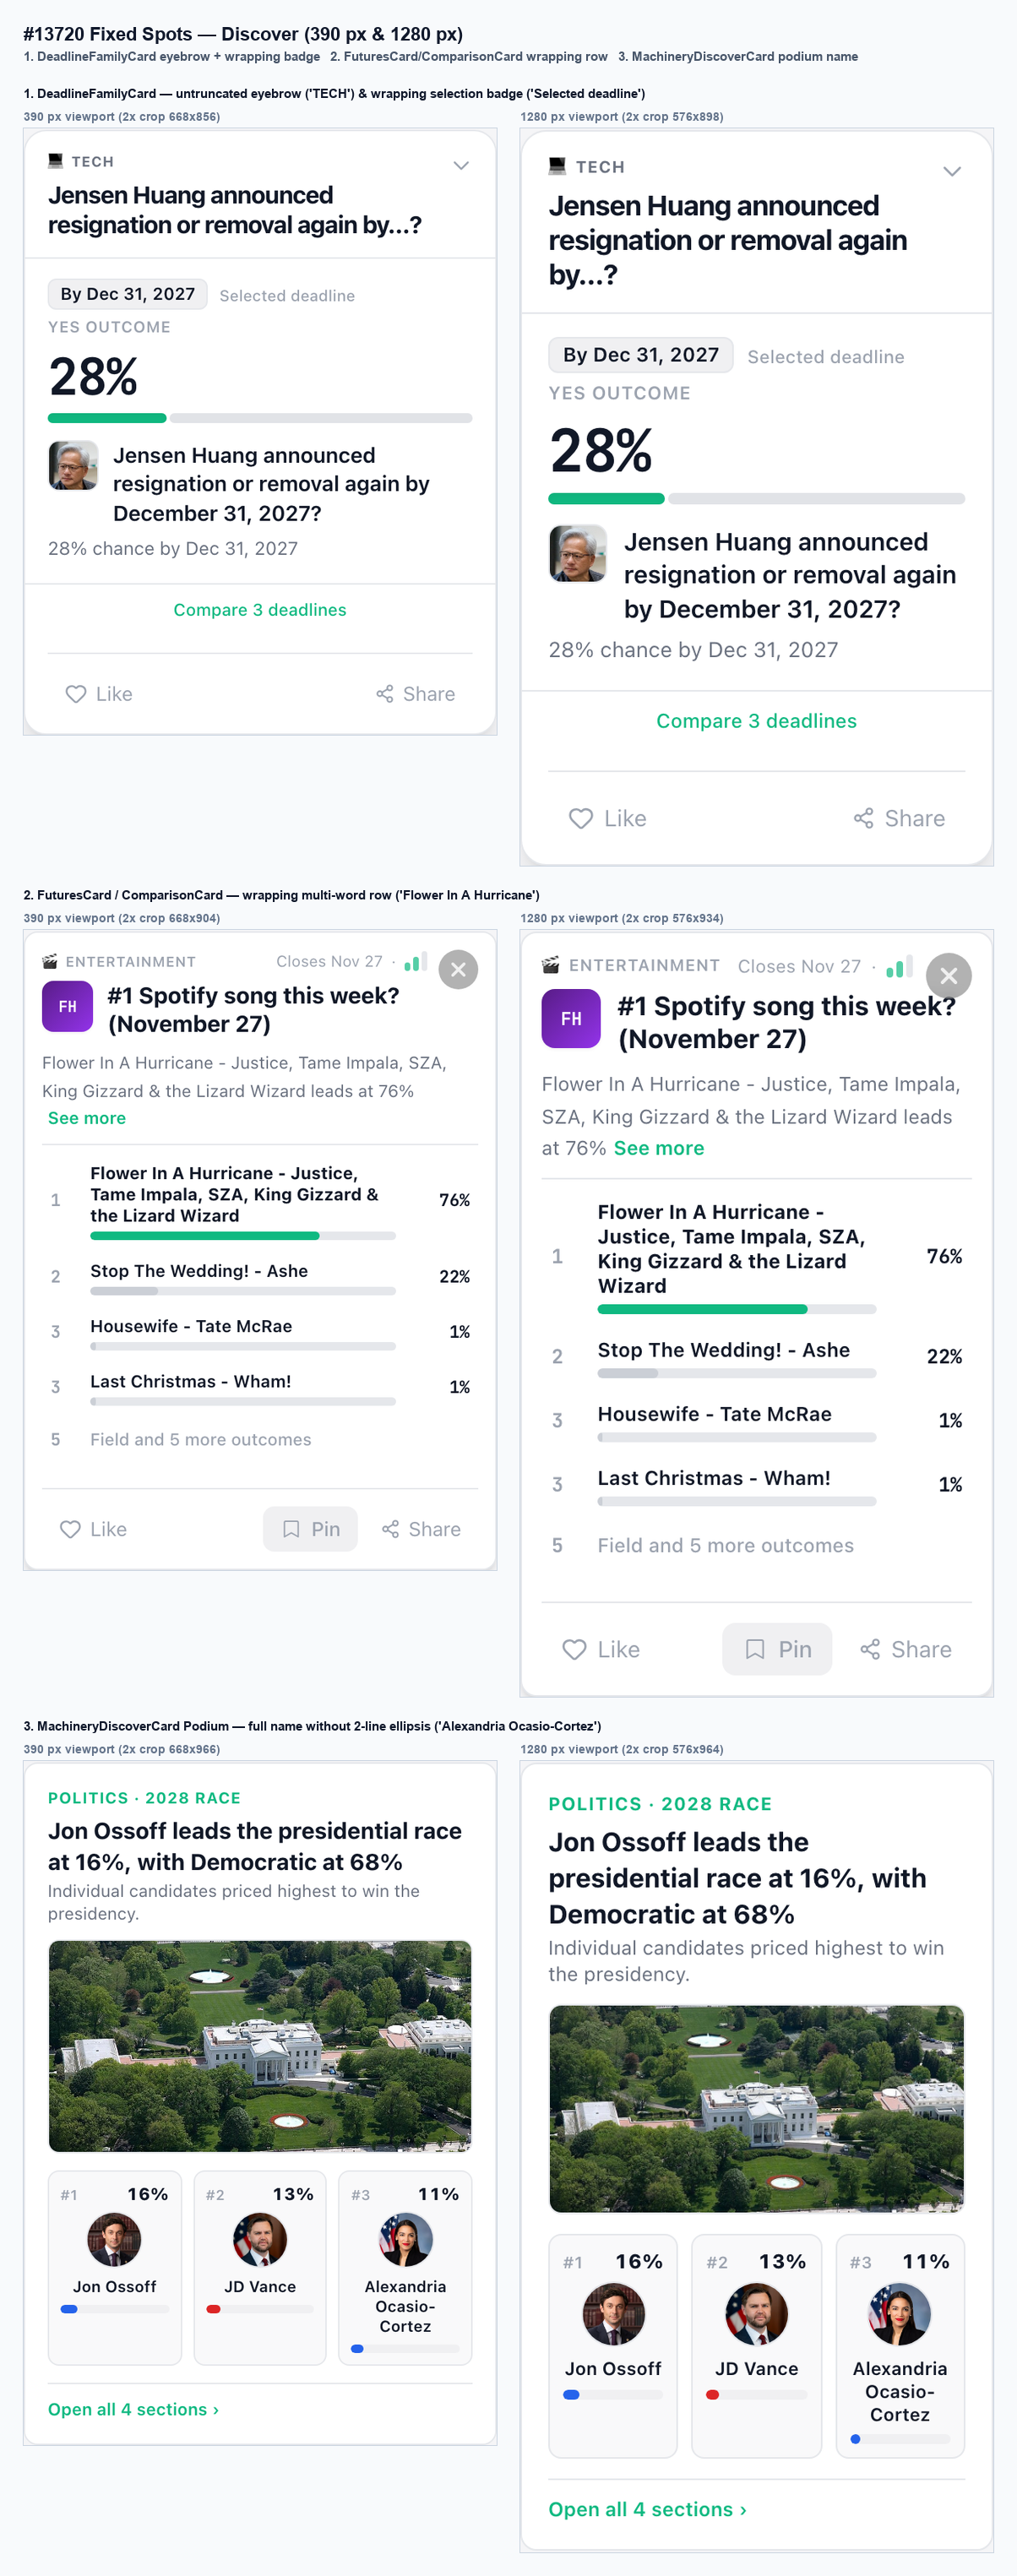 #13720 Fixed Spots — Discover (390 px & 1280 px)
1. DeadlineFamilyCard eyebrow + wrapping badge 2. FuturesCard/ComparisonCard wrapping row 3. MachineryDiscoverCard podium name
1. DeadlineFamilyCard — untruncated eyebrow ('TECH') & wrapping selection badge ('Selected deadline')
390 px viewport (2x crop 668x856)
TECH
Jensen Huang announced
resignation or removal again by...?
By Dec 31, 2027 Selected deadline
YES OUTCOME
28%
Jensen Huang announced
resignation or removal again by
December 31, 2027?
28% chance by Dec 31, 2027
Compare 3 deadlines
Like Share
1280 px viewport (2x crop 576x898)
TECH
Jensen Huang announced
resignation or removal again
by...?
By Dec 31, 2027 Selected deadline
YES OUTCOME
28%
Jensen Huang announced
resignation or removal again
by December 31, 2027?
28% chance by Dec 31, 2027
Compare 3 deadlines
Like Share
2. FuturesCard / ComparisonCard — wrapping multi-word row ('Flower In A Hurricane')
390 px viewport (2x crop 668x904)
ENTERTAINMENT Closes Nov 27 ·
FH
#1 Spotify song this week?
(November 27)
Flower In A Hurricane - Justice, Tame Impala, SZA,
King Gizzard & the Lizard Wizard leads at 76%
See more
1 Flower In A Hurricane - Justice,
Tame Impala, SZA, King Gizzard & 76%
the Lizard Wizard
2 Stop The Wedding! - Ashe 22%
3 Housewife - Tate McRae 1%
3 Last Christmas - Wham! 1%
5 Field and 5 more outcomes
Like Pin Share
1280 px viewport (2x crop 576x934)
ENTERTAINMENT Closes Nov 27 ·
FH
#1 Spotify song this week?
(November 27)
Flower In A Hurricane - Justice, Tame Impala,
SZA, King Gizzard & the Lizard Wizard leads
at 76% See more
Flower In A Hurricane -
Justice, Tame Impala, SZA,
1 King Gizzard & the Lizard 76%
Wizard
2 Stop The Wedding! - Ashe 22%
3 Housewife - Tate McRae 1%
3 Last Christmas - Wham! 1%
5 Field and 5 more outcomes
Like Pin Share
3. MachineryDiscoverCard Podium — full name without 2-line ellipsis ('Alexandria Ocasio-Cortez')
390 px viewport (2x crop 668x966)
POLITICS · 2028 RACE
Jon Ossoff leads the presidential race
at 16%, with Democratic at 68%
Individual candidates priced highest to win the
presidency.
#1 16% #2 13% #3 11%
Jon Ossoff JD Vance Alexandria
Ocasio-
Cortez
Open all 4 sections ›
1280 px viewport (2x crop 576x964)
POLITICS · 2028 RACE
Jon Ossoff leads the
presidential race at 16%, with
Democratic at 68%
Individual candidates priced highest to win
the presidency.
#1 16% #2 13% #3 11%
Jon Ossoff JD Vance Alexandria
Ocasio-
Cortez
Open all 4 sections ›